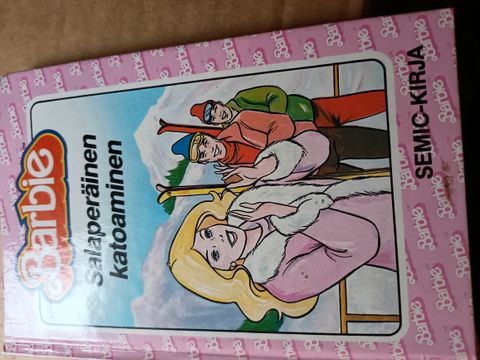 Barbie
Salaperäinen
katoaminen
SEMIC-KIRJA